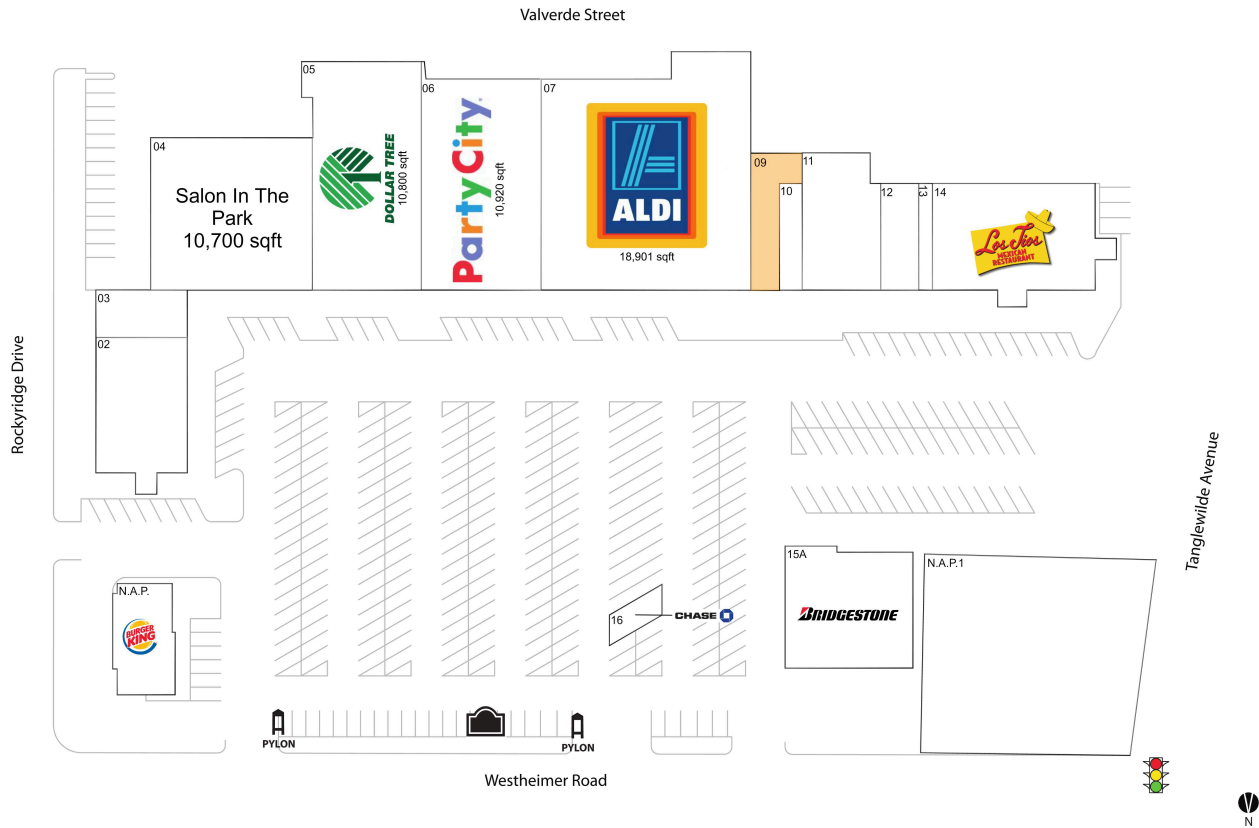 Valverde Street
05
06
07
04
Salon In The
Park
10,700 sqft
DOLLAR TREE
10,800 sqft
Party City
10,920 sqft
ALDI
18,901 sqft
09
10
11
12
13
14
Los Tios
MEXICAN
RESTAURANT
03
02
Rockyridge Drive
Tanglewilde Avenue
N.A.P.
BURGER
KING
16
CHASE
15A
BRIDGESTONE
N.A.P.1
PYLON
PYLON
Westheimer Road
N